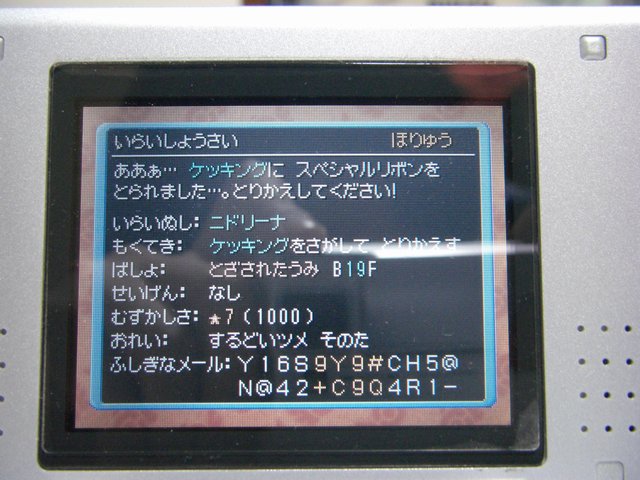 いらいしょうさい ほりゅう
あああ… ケッキングに スペシャルリボンを
とられました…。とりかえしてください!
いらいぬし: ニドリーナ
もくてき: ケッキングをさがして とりかえす
ばしょ: とざされたうみ B19F
せいげん: なし
むずかしさ: ★7(1000)
おれい: するどいツメ そのた
ふしぎなメール: Y16S9Y9#CH5@
N@42+C9Q4R1-